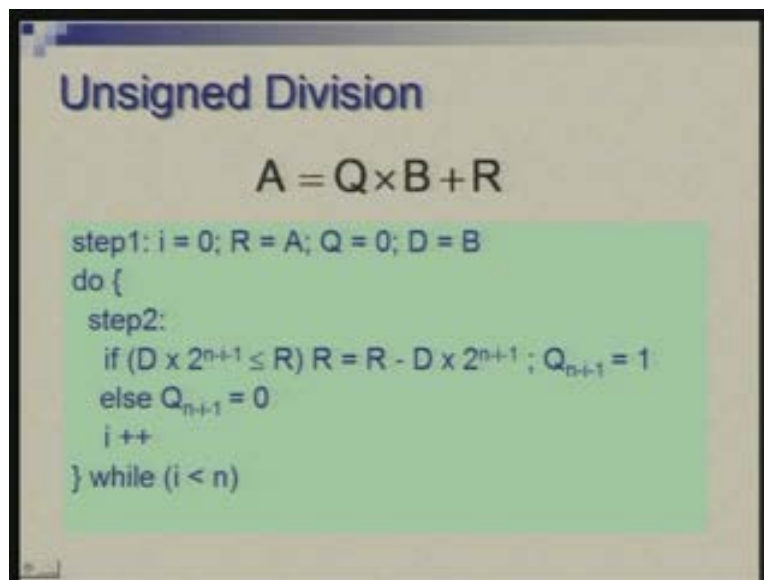 Unsigned Division
A = Q×B+R
step1: i = 0; R = A; Q = 0; D = B
do {
step2:
if (D x 2ⁿ⁻ⁱ⁻¹ ≤ R) R = R - D x 2ⁿ⁻ⁱ⁻¹ ; Qₙ₋ᵢ₋₁ = 1
else Qₙ₋ᵢ₋₁ = 0
i ++
} while (i < n)